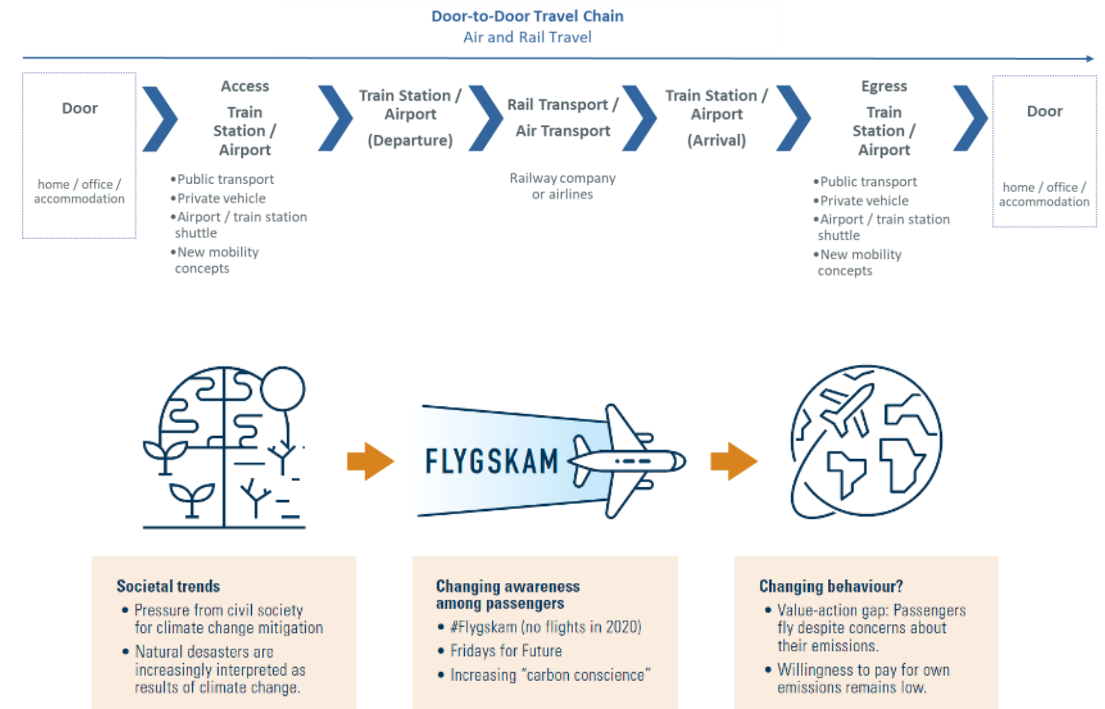 Door-to-Door Travel Chain
Air and Rail Travel
Door
home / office /
accommodation
Access
Train
Station /
Airport
•Public transport
•Private vehicle
•Airport / train station
shuttle
•New mobility
concepts
Train Station /
Airport
(Departure)
Rail Transport /
Air Transport
Railway company
or airlines
Train Station /
Airport
(Arrival)
Egress
Train
Station /
Airport
•Public transport
•Private vehicle
•Airport / train station
shuttle
•New mobility
concepts
Door
home / office /
accommodation
FLYGSKAM
Societal trends
• Pressure from civil society
for climate change mitigation
• Natural desasters are
increasingly interpreted as
results of climate change.
Changing awareness
among passengers
• #Flygskam (no flights in 2020)
• Fridays for Future
• Increasing “carbon conscience”
Changing behaviour?
• Value-action gap: Passengers
fly despite concerns about
their emissions.
• Willingness to pay for own
emissions remains low.